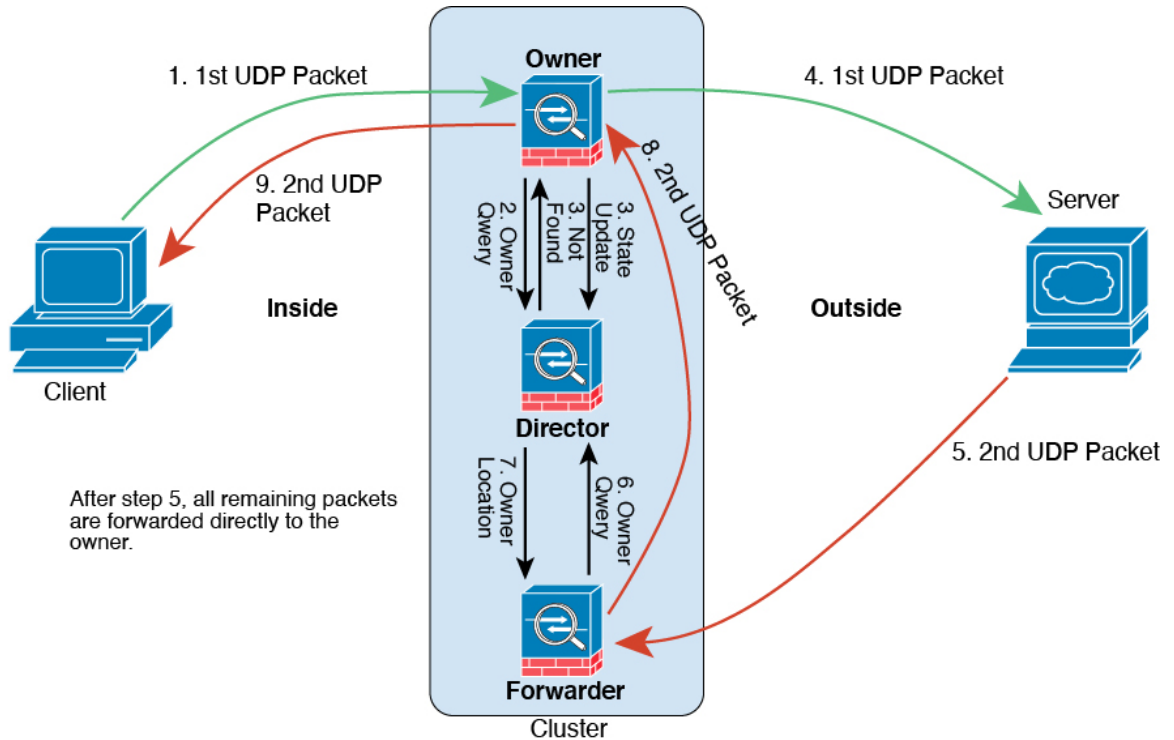 Owner
1. 1st UDP Packet
4. 1st UDP Packet
9. 2nd UDP
Packet
2. Owner
Qwery
3. Not
Found
3. State
Update
8. 2nd UDP Packet
Server
Inside
Outside
Client
Director
5. 2nd UDP Packet
7. Owner
Location
6. Owner
Qwery
After step 5, all remaining packets
are forwarded directly to the
owner.
Forwarder
Cluster